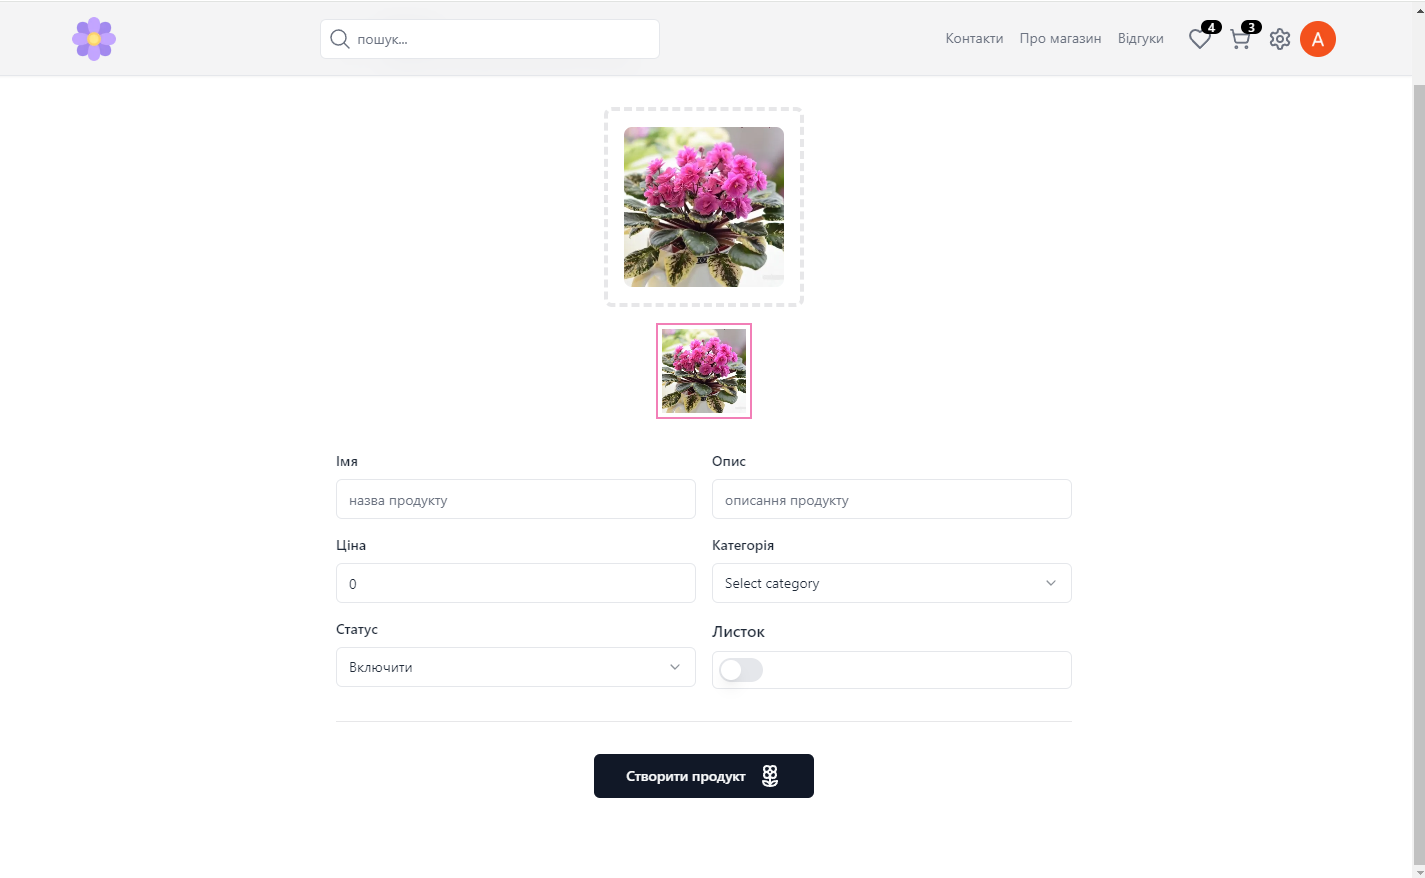 пошук...
Контакти
Про магазин
Відгуки
4
3
A
Імя
Опис
назва продукту
описання продукту
Ціна
Категорія
0
Select category
Статус
Листок
Включити
Створити продукт